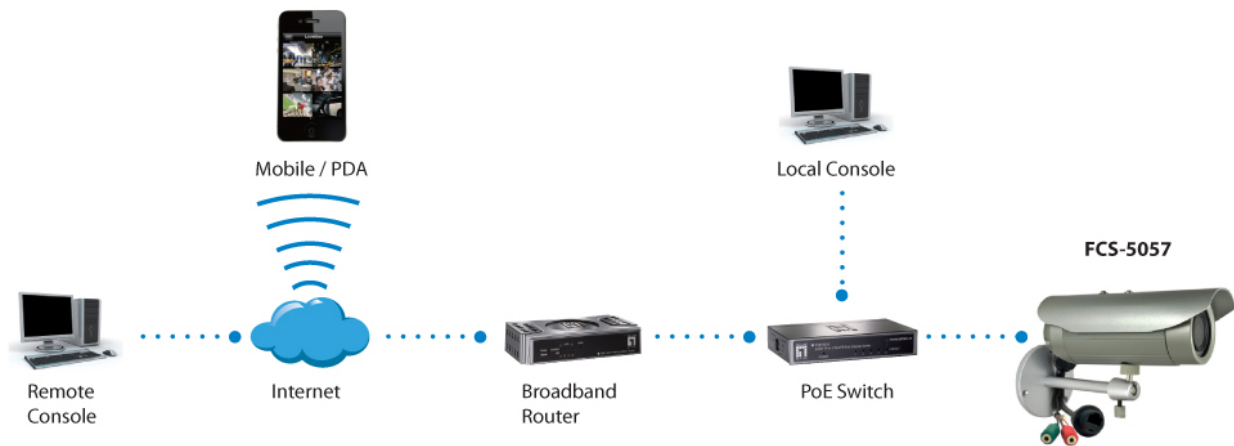 Mobile / PDA
Local Console
FCS-5057
Remote
Console
Internet
Broadband
Router
PoE Switch